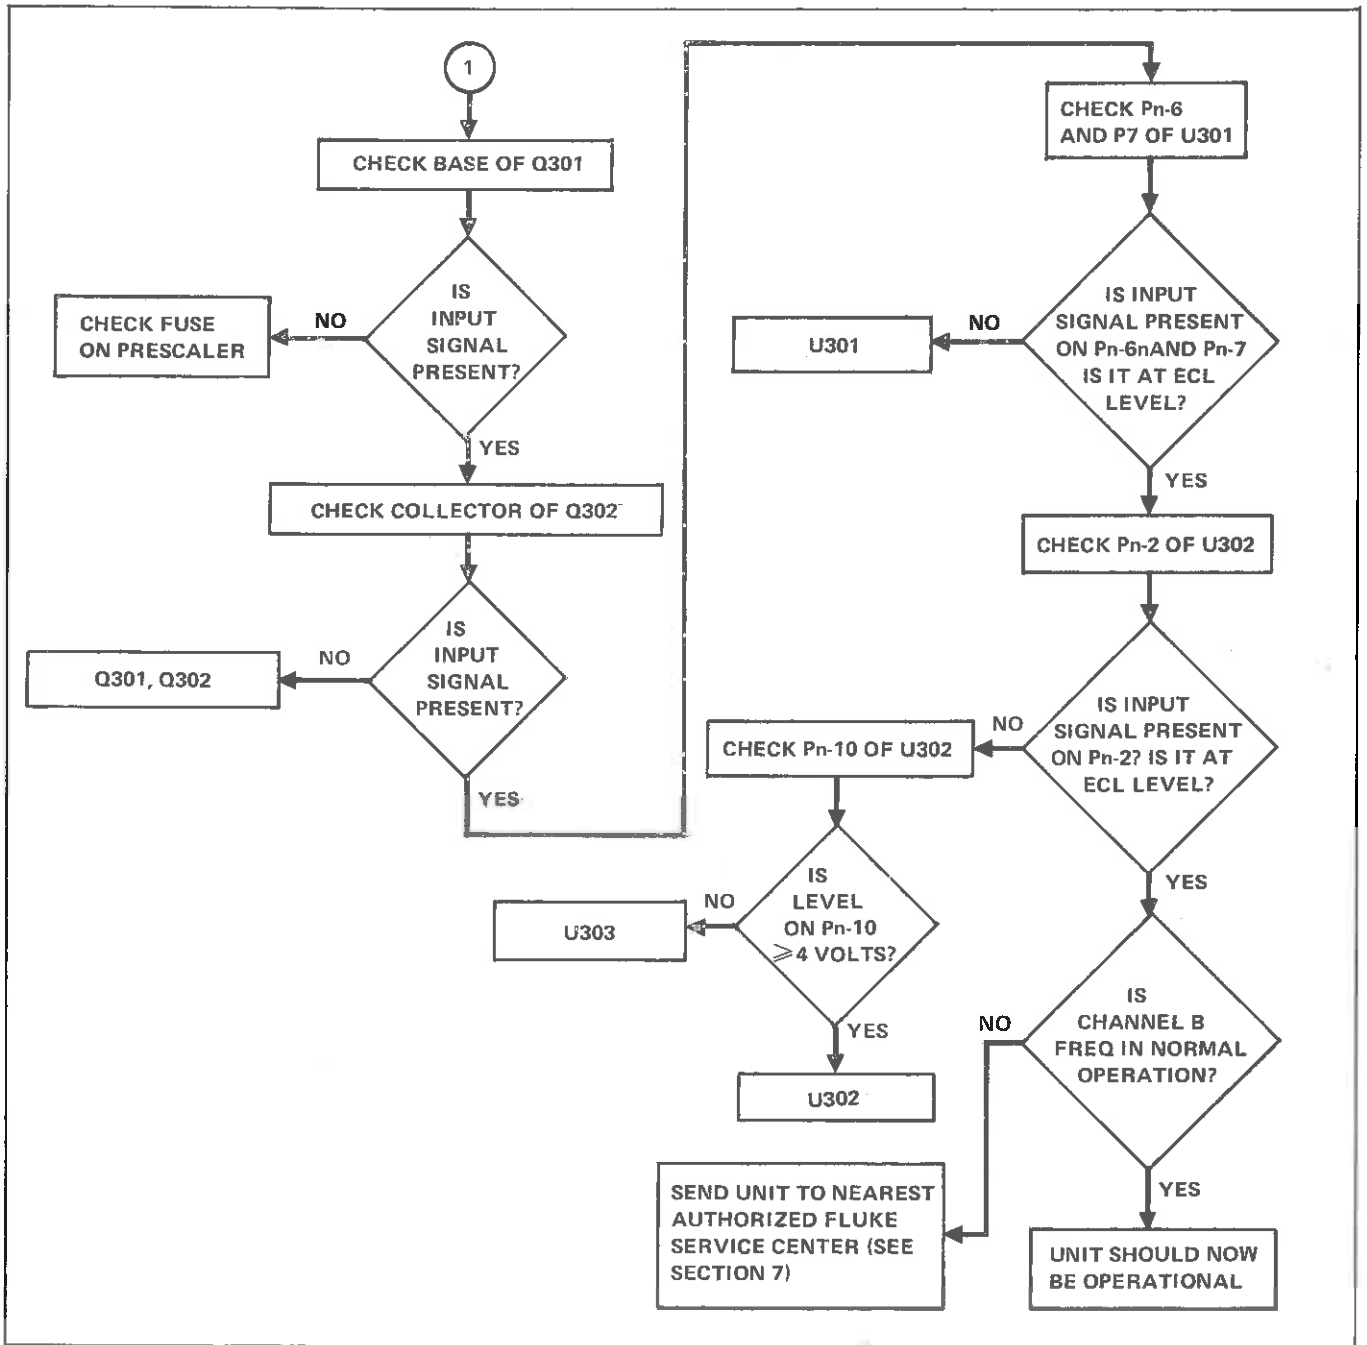 1
CHECK BASE OF Q301
IS
INPUT
SIGNAL
PRESENT?
NO
CHECK FUSE
ON PRESCALER
YES
CHECK COLLECTOR OF Q302
IS
INPUT
SIGNAL
PRESENT?
NO
Q301, Q302
YES
CHECK Pn-6
AND P7 OF U301
IS INPUT
SIGNAL PRESENT
ON Pn-6nAND Pn-7
IS IT AT ECL
LEVEL?
NO
U301
YES
CHECK Pn-2 OF U302
IS INPUT
SIGNAL PRESENT
ON Pn-2? IS IT AT
ECL LEVEL?
NO
CHECK Pn-10 OF U302
IS
LEVEL
ON Pn-10
⩾4 VOLTS?
NO
U303
YES
U302
YES
IS
CHANNEL B
FREQ IN NORMAL
OPERATION?
NO
SEND UNIT TO NEAREST
AUTHORIZED FLUKE
SERVICE CENTER (SEE
SECTION 7)
YES
UNIT SHOULD NOW
BE OPERATIONAL